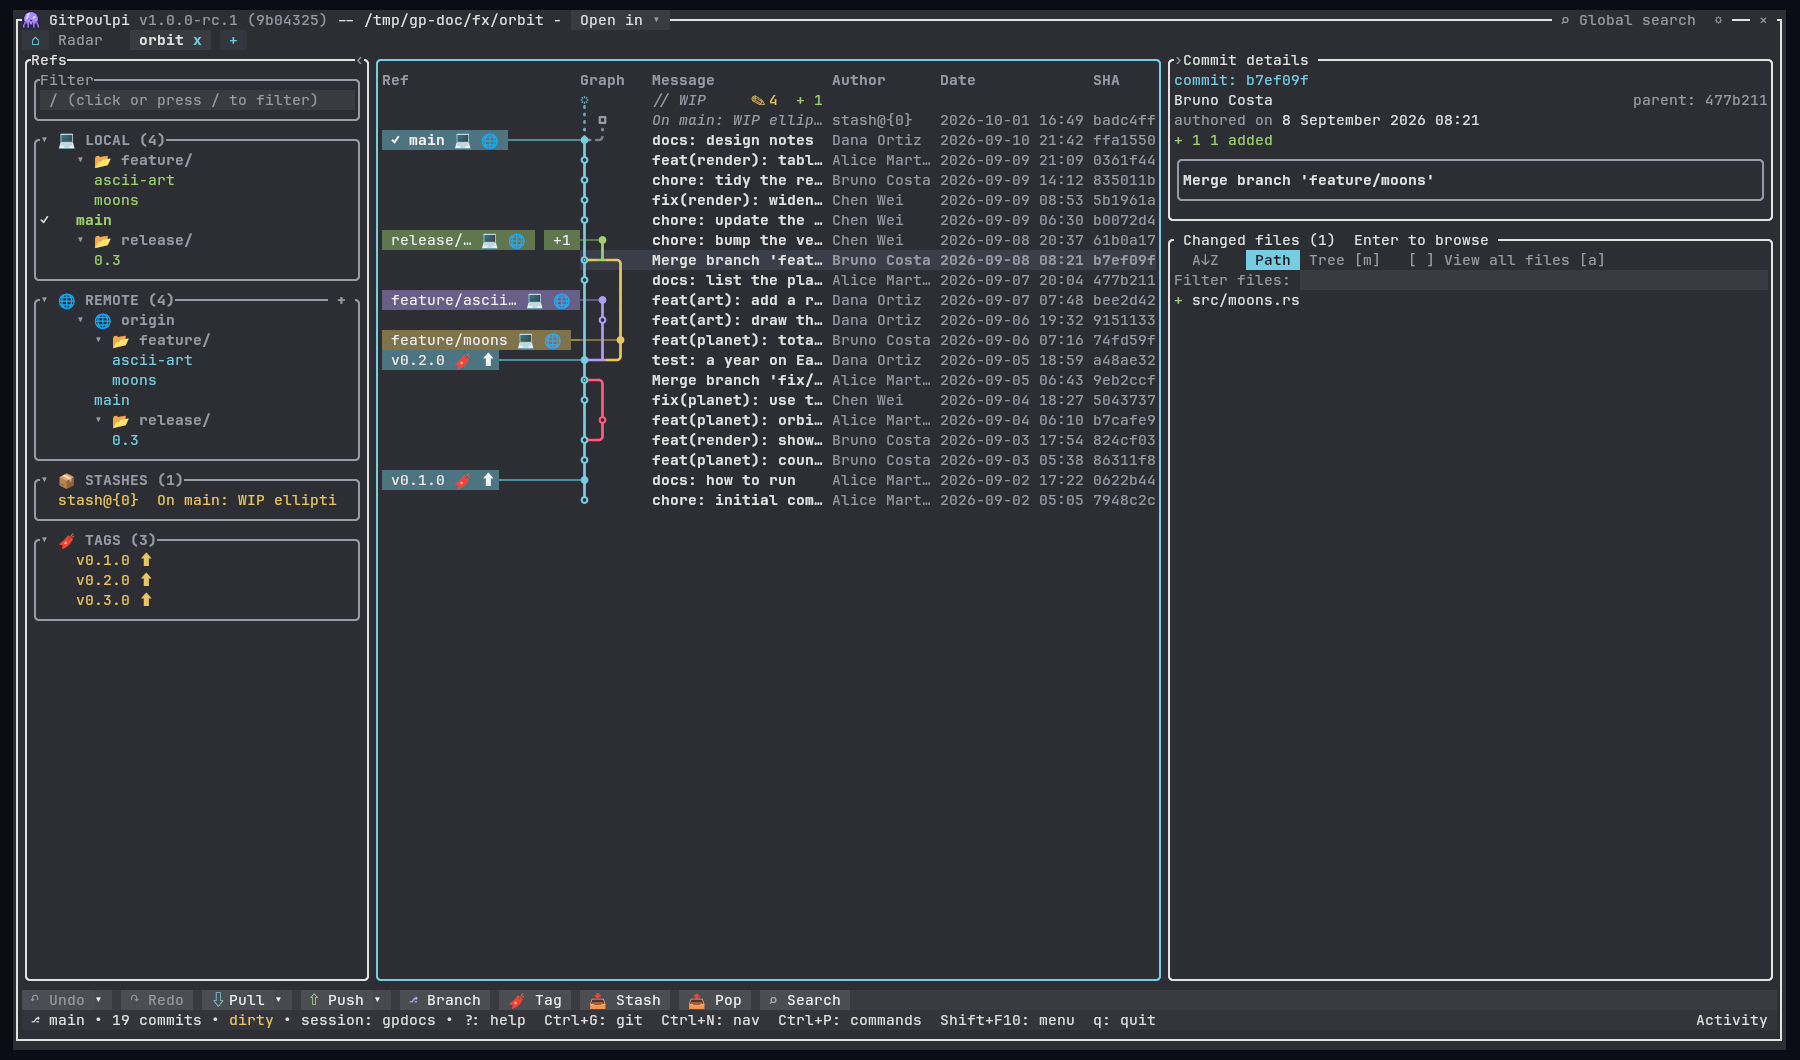 GitPoulpi v1.0.0-rc.1 (9b04325) -- /tmp/gp-doc/fx/orbit - Open in ▾ ⌕ Global search ☼ ×
⌂ Radar orbit x +
Refs ‹
Filter
/ (click or press / to filter)
▾ LOCAL (4)
▾ feature/
ascii-art
moons
✓ main
▾ release/
0.3
▾ REMOTE (4) +
▾ origin
▾ feature/
ascii-art
moons
main
▾ release/
0.3
▾ STASHES (1)
stash@{0} On main: WIP ellipti
▾ TAGS (3)
v0.1.0 ⬆
v0.2.0 ⬆
v0.3.0 ⬆
Ref Graph Message Author Date SHA
// WIP ✎ 4 + 1
On main: WIP ellip… stash@{0} 2026-10-01 16:49 badc4ff
✓ main docs: design notes Dana Ortiz 2026-09-10 21:42 ffa1550
feat(render): tabl… Alice Mart… 2026-09-09 21:09 0361f44
chore: tidy the re… Bruno Costa 2026-09-09 14:12 835011b
fix(render): widen… Chen Wei 2026-09-09 08:53 5b1961a
chore: update the … Chen Wei 2026-09-09 06:30 b0072d4
release/… +1 chore: bump the ve… Chen Wei 2026-09-08 20:37 61b0a17
Merge branch 'feat… Bruno Costa 2026-09-08 08:21 b7ef09f
docs: list the pla… Alice Mart… 2026-09-07 20:04 477b211
feature/ascii… feat(art): add a r… Dana Ortiz 2026-09-07 07:48 bee2d42
feat(art): draw th… Dana Ortiz 2026-09-06 19:32 9151133
feature/moons feat(planet): tota… Bruno Costa 2026-09-06 07:16 74fd59f
v0.2.0 ⬆ test: a year on Ea… Dana Ortiz 2026-09-05 18:59 a48ae32
Merge branch 'fix/… Alice Mart… 2026-09-05 06:43 9eb2ccf
fix(planet): use t… Chen Wei 2026-09-04 18:27 5043737
feat(planet): orbi… Alice Mart… 2026-09-04 06:10 b7cafe9
feat(render): show… Bruno Costa 2026-09-03 17:54 824cf03
feat(planet): coun… Bruno Costa 2026-09-03 05:38 86311f8
v0.1.0 ⬆ docs: how to run Alice Mart… 2026-09-02 17:22 0622b44
chore: initial com… Alice Mart… 2026-09-02 05:05 7948c2c
› Commit details
commit: b7ef09f
Bruno Costa parent: 477b211
authored on 8 September 2026 08:21
+ 1 1 added
Merge branch 'feature/moons'
Changed files (1) Enter to browse
A↓Z Path Tree [m] [ ] View all files [a]
Filter files:
+ src/moons.rs
↶ Undo ▾ ↷ Redo ⇩ Pull ▾ ⇧ Push ▾ ⎇ Branch Tag Stash Pop ⌕ Search
⎇ main • 19 commits • dirty • session: gpdocs • ?: help Ctrl+G: git Ctrl+N: nav Ctrl+P: commands Shift+F10: menu q: quit Activity